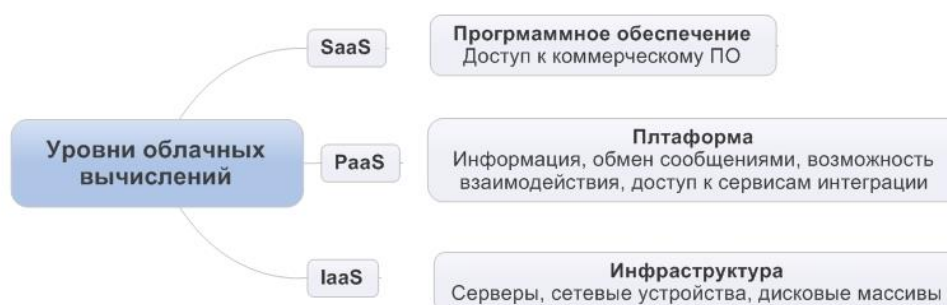 SaaS
Прогрмаммное обеспечение
Доступ к коммерческому ПО
Уровни облачных
вычислений
PaaS
Плтаформа
Информация, обмен сообщениями, возможность
взаимодействия, доступ к сервисам интеграции
IaaS
Инфраструктура
Серверы, сетевые устройства, дисковые массивы